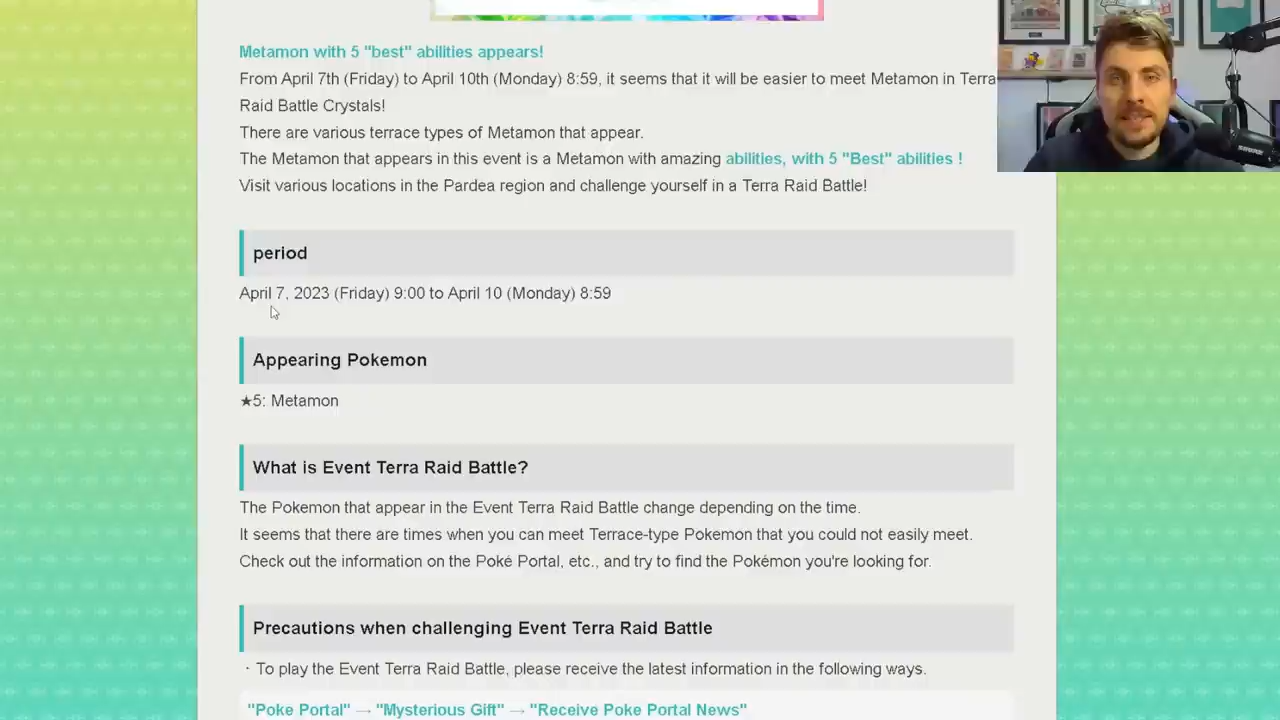 Metamon with 5 "best" abilities appears!
From April 7th (Friday) to April 10th (Monday) 8:59, it seems that it will be easier to meet Metamon in Terra
Raid Battle Crystals!
There are various terrace types of Metamon that appear.
The Metamon that appears in this event is a Metamon with amazing abilities, with 5 "Best" abilities !
Visit various locations in the Pardea region and challenge yourself in a Terra Raid Battle!
period
April 7, 2023 (Friday) 9:00 to April 10 (Monday) 8:59
Appearing Pokemon
★5: Metamon
What is Event Terra Raid Battle?
The Pokemon that appear in the Event Terra Raid Battle change depending on the time.
It seems that there are times when you can meet Terrace-type Pokemon that you could not easily meet.
Check out the information on the Poké Portal, etc., and try to find the Pokémon you're looking for.
Precautions when challenging Event Terra Raid Battle
・To play the Event Terra Raid Battle, please receive the latest information in the following ways.
"Poke Portal" → "Mysterious Gift" → "Receive Poke Portal News"